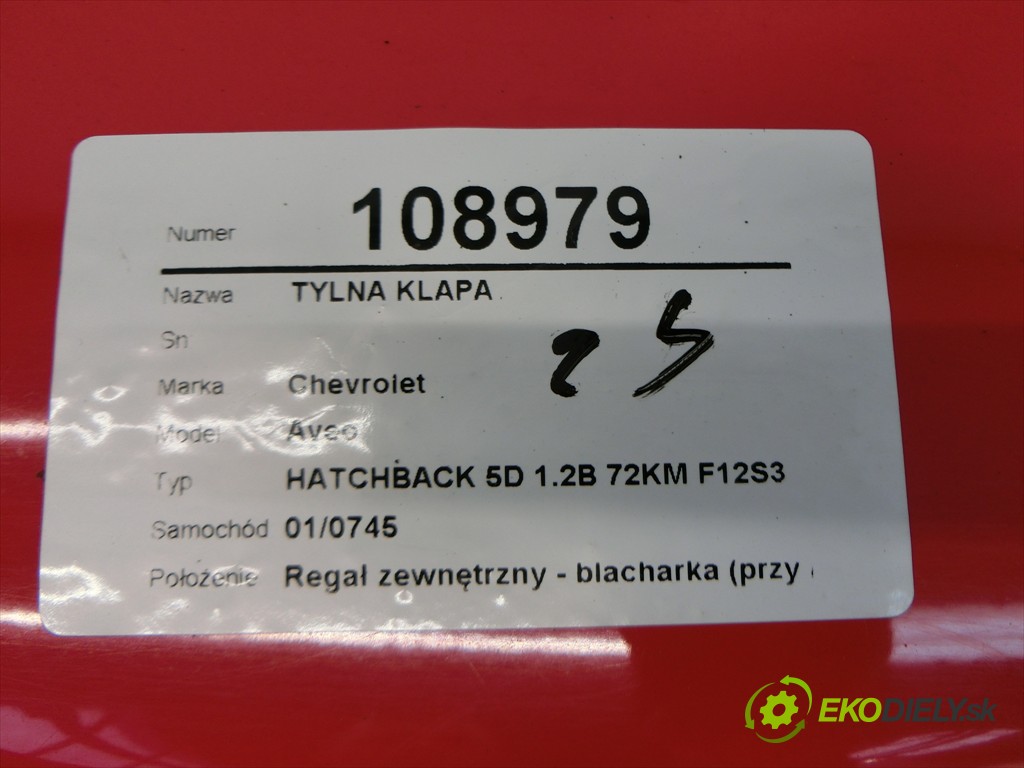 Numer 108979
Nazwa TYLNA KLAPA
Sn
Marka Chevrolet
Model Aveo
Typ HATCHBACK 5D 1.2B 72KM F12S3
Samochód 01/0745
Położenie Regał zewnętrzny - blacharka (przy
EKODIELY.sk